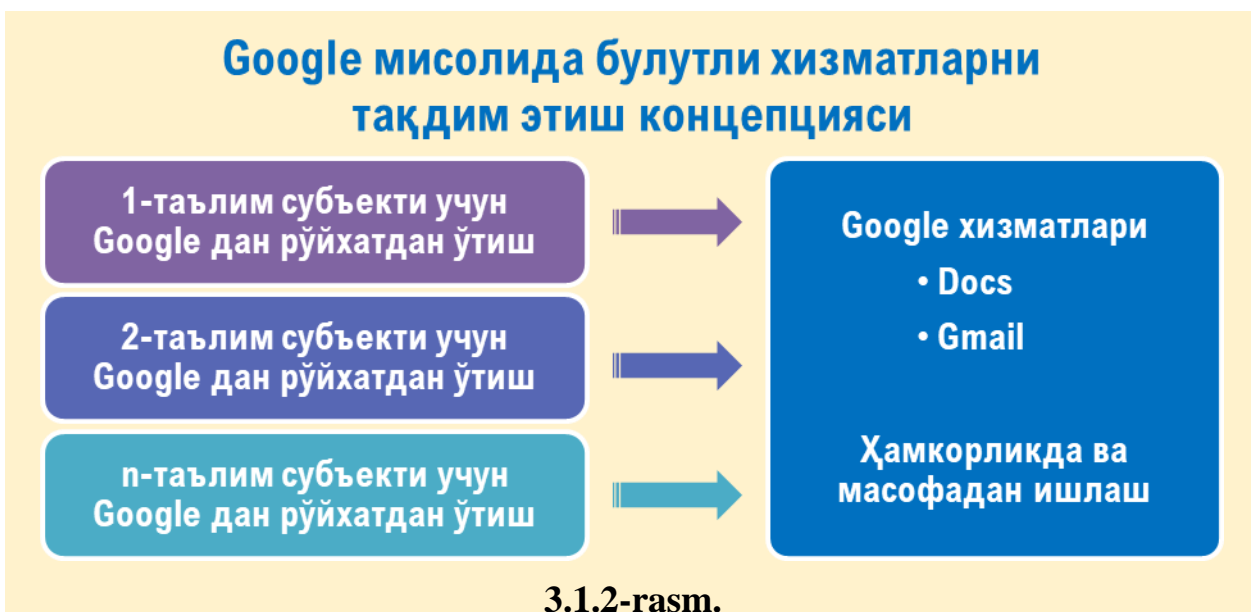 Google мисолида булутли хизматларни
тақдим этиш концепцияси
1-таълим субъекти учун
Google дан рўйхатдан ўтиш
2-таълим субъекти учун
Google дан рўйхатдан ўтиш
n-таълим субъекти учун
Google дан рўйхатдан ўтиш
Google хизматлари
• Docs
• Gmail
Ҳамкорликда ва
масофадан ишлаш
3.1.2-rasm.